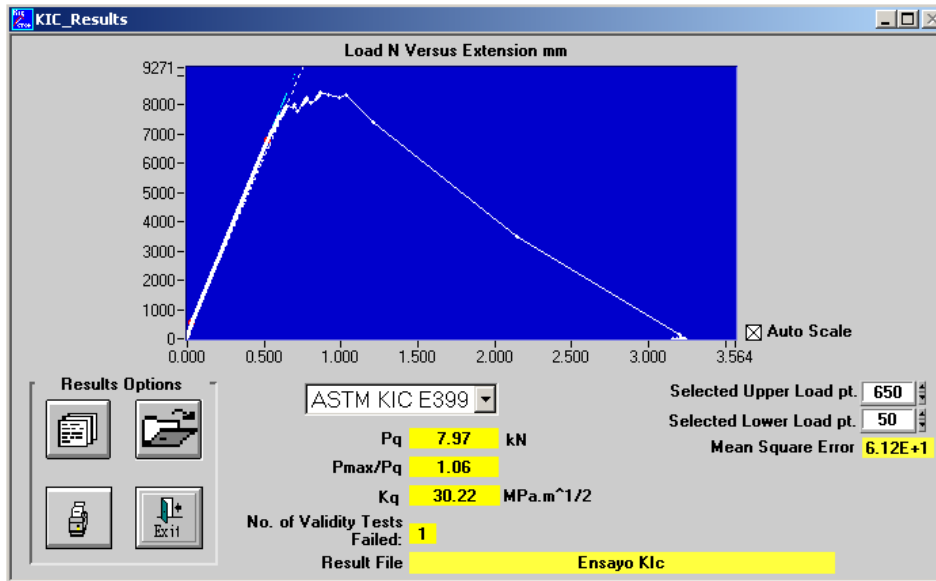 KIC_Results
Load N Versus Extension mm
9271
8000
7000
6000
5000
4000
3000
2000
1000
0
0.000 0.500 1.000 1.500 2.000 2.500 3.000 3.564
Auto Scale
Results Options
Exit
ASTM KIC E399
Pq 7.97 kN
Pmax/Pq 1.06
Kq 30.22 MPa.m^1/2
No. of Validity Tests
Failed: 1
Result File Ensayo KIc
Selected Upper Load pt. 650
Selected Lower Load pt. 50
Mean Square Error 6.12E+1